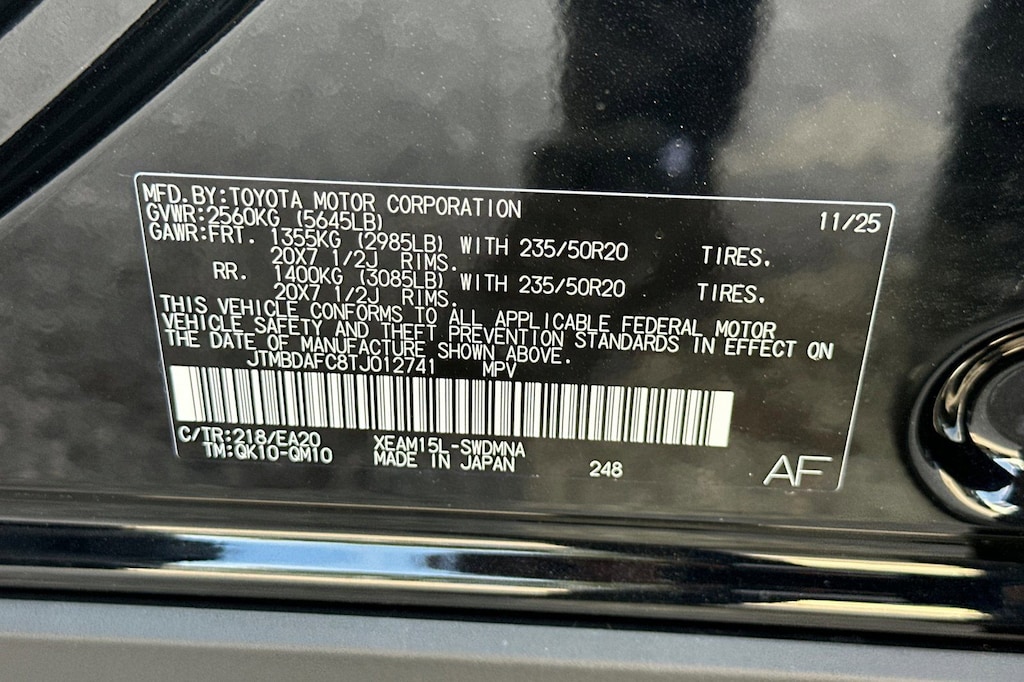 MFD.BY:TOYOTA MOTOR CORPORATION 11/25
GVWR:2560KG (5645LB)
GAWR:FRT. 1355KG (2985LB) WITH 235/50R20 TIRES.
20X7 1/2J RIMS.
RR. 1400KG (3085LB) WITH 235/50R20 TIRES.
20X7 1/2J RIMS.
THIS VEHICLE CONFORMS TO ALL APPLICABLE FEDERAL MOTOR
VEHICLE SAFETY AND THEFT PREVENTION STANDARDS IN EFFECT ON
THE DATE OF MANUFACTURE SHOWN ABOVE.
JTMBDAFC8TJ012741 MPV
C/TR:218/EA20 XEAM15L-SWDMNA
TM:QK10-QM10 MADE IN JAPAN 248 AF